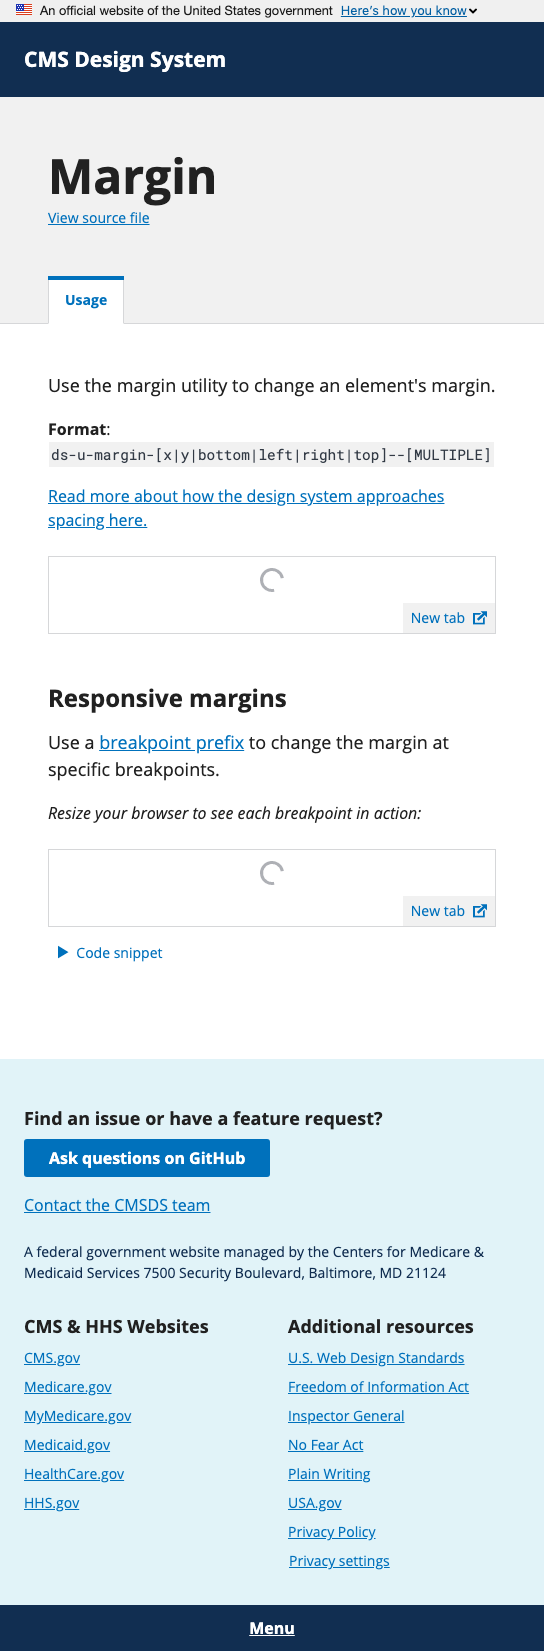 An official website of the United States government Here's how you know
CMS Design System
Margin
View source file
Usage
Use the margin utility to change an element's margin.
Format:
ds-u-margin-[x|y|bottom|left|right|top]--[MULTIPLE]
Read more about how the design system approaches
spacing here.
New tab
Responsive margins
Use a breakpoint prefix to change the margin at
specific breakpoints.
Resize your browser to see each breakpoint in action:
New tab
Code snippet
Find an issue or have a feature request?
Ask questions on GitHub
Contact the CMSDS team
A federal government website managed by the Centers for Medicare &
Medicaid Services 7500 Security Boulevard, Baltimore, MD 21124
CMS & HHS Websites
CMS.gov
Medicare.gov
MyMedicare.gov
Medicaid.gov
HealthCare.gov
HHS.gov
Additional resources
U.S. Web Design Standards
Freedom of Information Act
Inspector General
No Fear Act
Plain Writing
USA.gov
Privacy Policy
Privacy settings
Menu